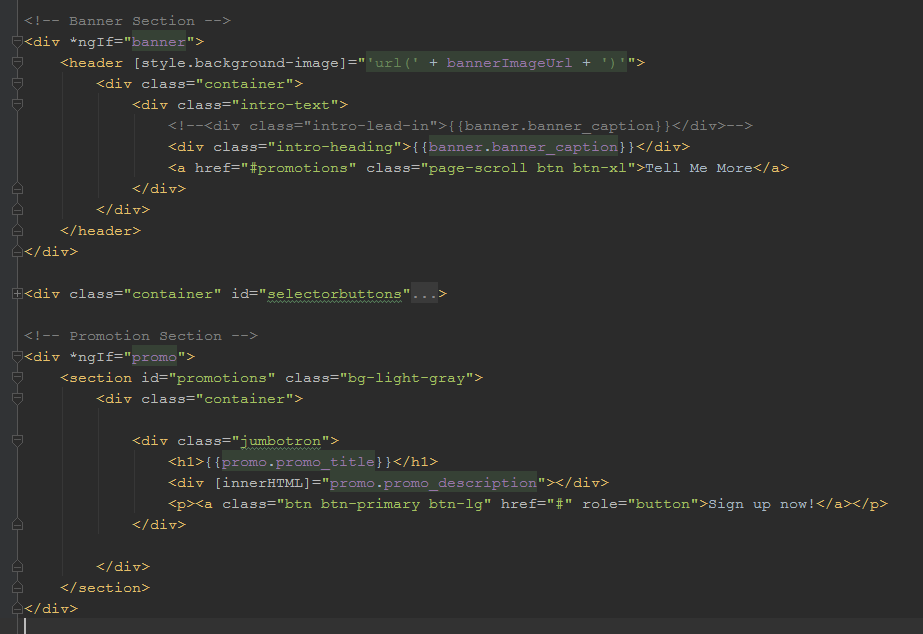 <!-- Banner Section -->
<div *ngIf="banner">
    <header [style.background-image]="'url(' + bannerImageUrl + ')'">
        <div class="container">
            <div class="intro-text">
                <!--<div class="intro-lead-in">{{banner.banner_caption}}</div>-->
                <div class="intro-heading">{{banner.banner_caption}}</div>
                <a href="#promotions" class="page-scroll btn btn-xl">Tell Me More</a>
            </div>
        </div>
    </header>
</div>

<div class="container" id="selectorbuttons"...>

<!-- Promotion Section -->
<div *ngIf="promo">
    <section id="promotions" class="bg-light-gray">
        <div class="container">

            <div class="jumbotron">
                <h1>{{promo.promo_title}}</h1>
                <div [innerHTML]="promo.promo_description"></div>
                <p><a class="btn btn-primary btn-lg" href="#" role="button">Sign up now!</a></p>
            </div>

        </div>
    </section>
</div>